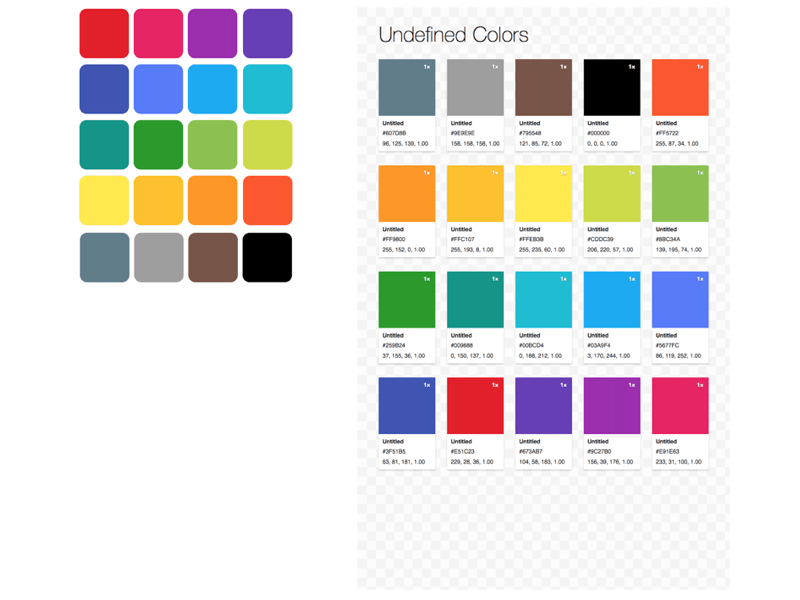 Undefined Colors
1x 1x 1x 1x 1x
Untitled Untitled Untitled Untitled Untitled
#607D8B #9E9E9E #795548 #000000 #FF5722
96, 125, 139, 1.00 158, 158, 158, 1.00 121, 85, 72, 1.00 0, 0, 0, 1.00 255, 87, 34, 1.00
1x 1x 1x 1x 1x
Untitled Untitled Untitled Untitled Untitled
#FF9800 #FFC107 #FFEB3B #CDDC39 #8BC34A
255, 152, 0, 1.00 255, 193, 8, 1.00 255, 235, 60, 1.00 206, 220, 57, 1.00 139, 195, 74, 1.00
1x 1x 1x 1x 1x
Untitled Untitled Untitled Untitled Untitled
#259B24 #009688 #00BCD4 #03A9F4 #5677FC
37, 155, 36, 1.00 0, 150, 137, 1.00 0, 188, 212, 1.00 3, 170, 244, 1.00 86, 119, 252, 1.00
1x 1x 1x 1x 1x
Untitled Untitled Untitled Untitled Untitled
#3F51B5 #E51C23 #673AB7 #9C27B0 #E91E63
63, 81, 181, 1.00 229, 28, 36, 1.00 104, 58, 183, 1.00 156, 39, 176, 1.00 233, 31, 100, 1.00